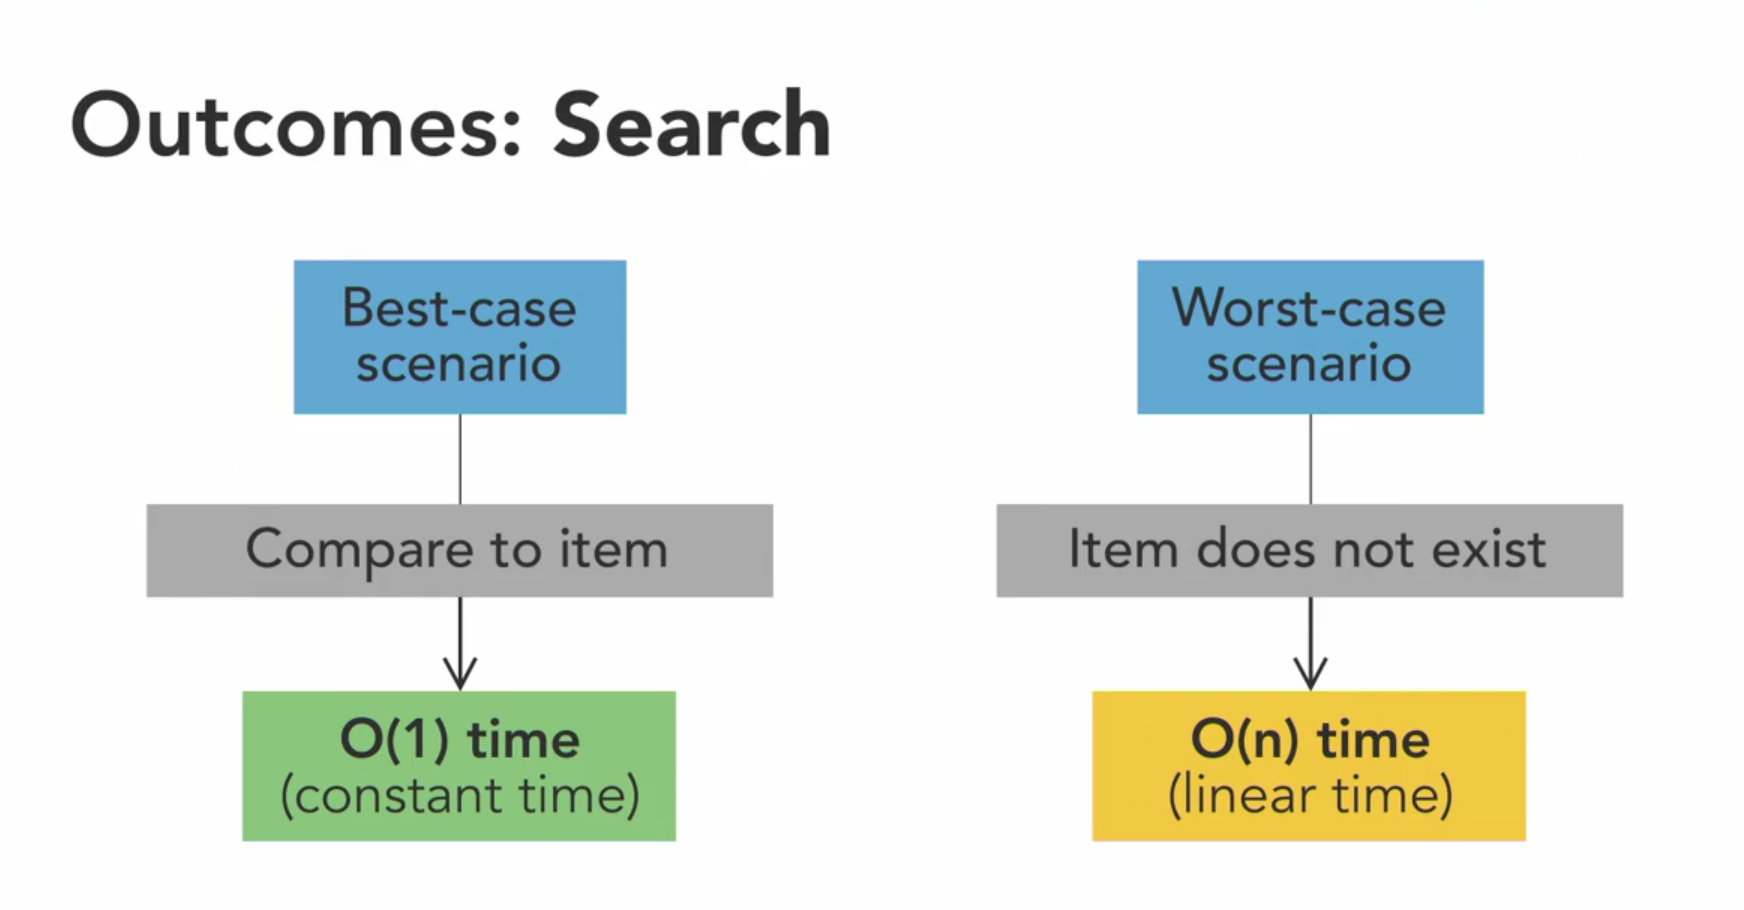 Outcomes: Search
Best-case
scenario
Compare to item
O(1) time
(constant time)
Worst-case
scenario
Item does not exist
O(n) time
(linear time)